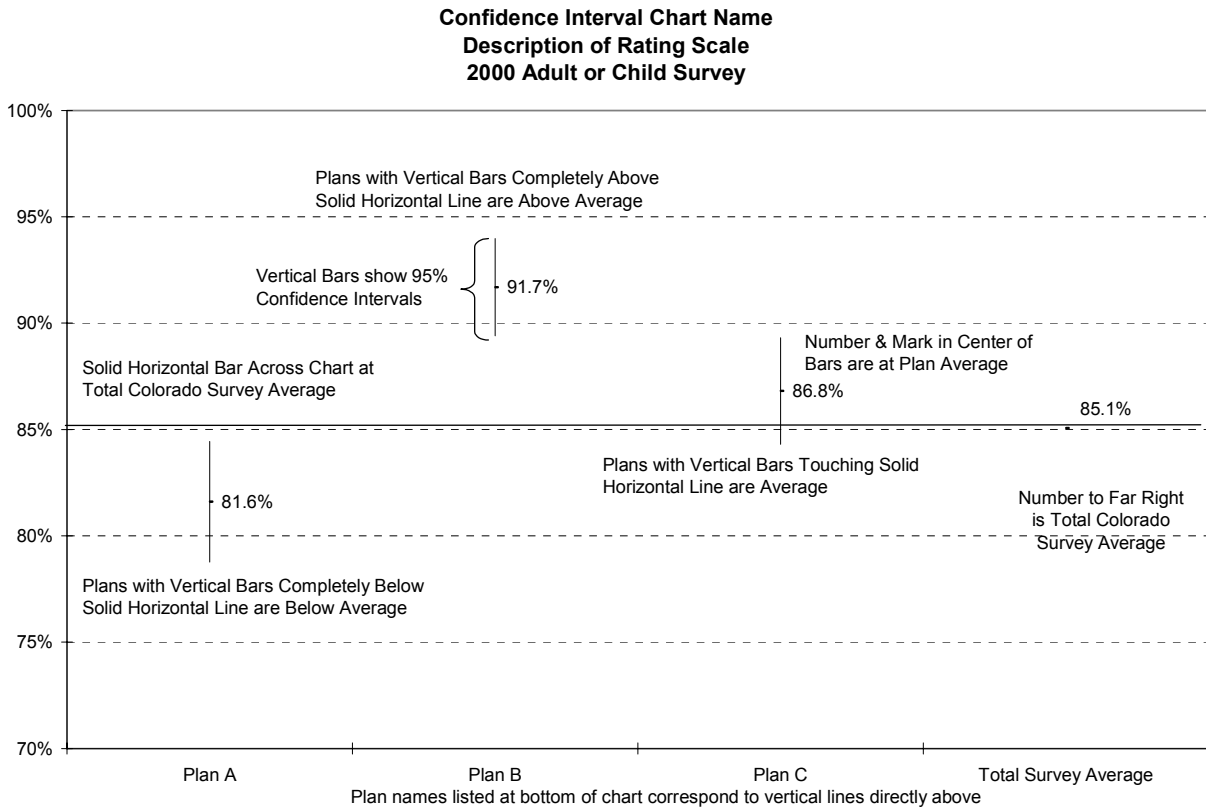 Confidence Interval Chart Name
Description of Rating Scale
2000 Adult or Child Survey
100%
Plans with Vertical Bars Completely Above
Solid Horizontal Line are Above Average
95%
Vertical Bars show 95%
Confidence Intervals
91.7%
90%
Number & Mark in Center of
Bars are at Plan Average
Solid Horizontal Bar Across Chart at
Total Colorado Survey Average
86.8%
85.1%
85%
Plans with Vertical Bars Touching Solid
Horizontal Line are Average
81.6%
Number to Far Right
is Total Colorado
Survey Average
80%
Plans with Vertical Bars Completely Below
Solid Horizontal Line are Below Average
75%
70%
Plan A
Plan B
Plan C
Total Survey Average
Plan names listed at bottom of chart correspond to vertical lines directly above